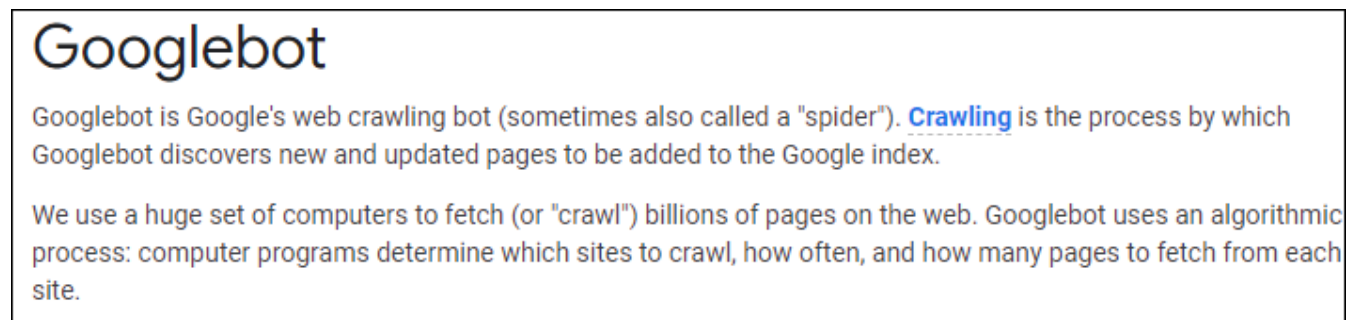 Googlebot
Googlebot is Google's web crawling bot (sometimes also called a "spider"). Crawling is the process by which
Googlebot discovers new and updated pages to be added to the Google index.
We use a huge set of computers to fetch (or "crawl") billions of pages on the web. Googlebot uses an algorithmic
process: computer programs determine which sites to crawl, how often, and how many pages to fetch from each
site.